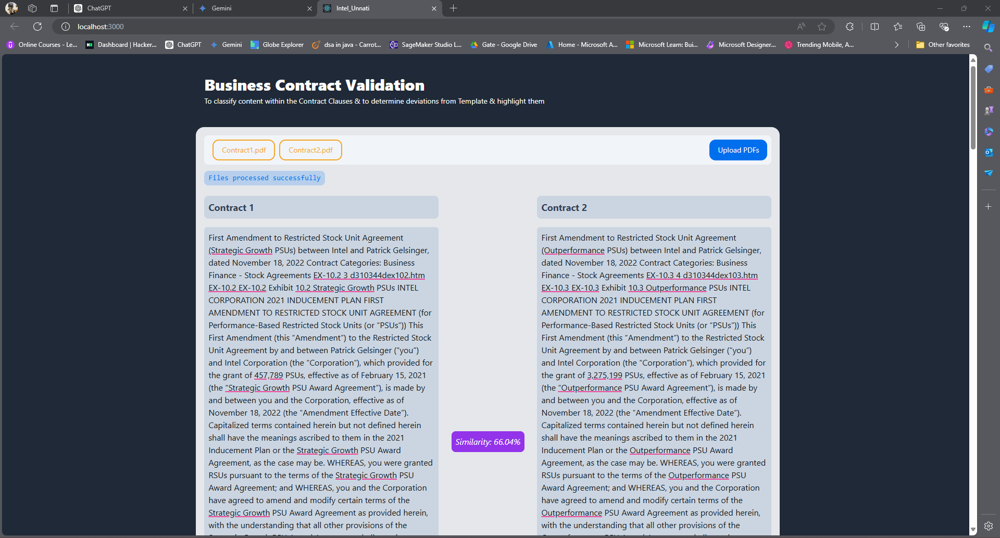 ChatGPT
Gemini
Intel_Unnati
localhost:3000
Online Courses - Le...
Dashboard | Hacker...
ChatGPT
Gemini
Globe Explorer
dsa in java - Carrot...
SageMaker Studio L...
Gate - Google Drive
Home - Microsoft A...
Microsoft Learn: Bui...
Microsoft Designer...
Trending Mobile, A...
Other favorites
Business Contract Validation
To classify content within the Contract Clauses & to determine deviations from Template & highlight them
Contract1.pdf
Contract2.pdf
Upload PDFs
Files processed successfully
Contract 1
First Amendment to Restricted Stock Unit Agreement
(Strategic Growth PSUs) between Intel and Patrick Gelsinger,
dated November 18, 2022 Contract Categories: Business
Finance - Stock Agreements EX-10.2 3 d310344dex102.htm
EX-10.2 EX-10.2 Exhibit 10.2 Strategic Growth PSUs INTEL
CORPORATION 2021 INDUCEMENT PLAN FIRST
AMENDMENT TO RESTRICTED STOCK UNIT AGREEMENT (for
Performance-Based Restricted Stock Units (or “PSUs”)) This
First Amendment (this “Amendment”) to the Restricted Stock
Unit Agreement by and between Patrick Gelsinger (“you”)
and Intel Corporation (the “Corporation”), which provided for
the grant of 457,789 PSUs, effective as of February 15, 2021
(the “Strategic Growth PSU Award Agreement”), is made by
and between you and the Corporation, effective as of
November 18, 2022 (the “Amendment Effective Date”).
Capitalized terms contained herein but not defined herein
shall have the meanings ascribed to them in the 2021
Inducement Plan or the Strategic Growth PSU Award
Agreement, as the case may be. WHEREAS, you were granted
RSUs pursuant to the terms of the Strategic Growth PSU
Award Agreement; and WHEREAS, you and the Corporation
have agreed to amend and modify certain terms of the
Strategic Growth PSU Award Agreement as provided herein,
with the understanding that all other provisions of the
Similarity: 66.04%
Contract 2
First Amendment to Restricted Stock Unit Agreement
(Outperformance PSUs) between Intel and Patrick Gelsinger,
dated November 18, 2022 Contract Categories: Business
Finance - Stock Agreements EX-10.3 4 d310344dex103.htm
EX-10.3 EX-10.3 Exhibit 10.3 Outperformance PSUs INTEL
CORPORATION 2021 INDUCEMENT PLAN FIRST
AMENDMENT TO RESTRICTED STOCK UNIT AGREEMENT (for
Performance-Based Restricted Stock Units (or “PSUs”)) This
First Amendment (this “Amendment”) to the Restricted Stock
Unit Agreement by and between Patrick Gelsinger (“you”)
and Intel Corporation (the “Corporation”), which provided for
the grant of 3,275,199 PSUs, effective as of February 15, 2021
(the “Outperformance PSU Award Agreement”), is made by
and between you and the Corporation, effective as of
November 18, 2022 (the “Amendment Effective Date”).
Capitalized terms contained herein but not defined herein
shall have the meanings ascribed to them in the 2021
Inducement Plan or the Outperformance PSU Award
Agreement, as the case may be. WHEREAS, you were granted
RSUs pursuant to the terms of the Outperformance PSU
Award Agreement; and WHEREAS, you and the Corporation
have agreed to amend and modify certain terms of the
Outperformance PSU Award Agreement as provided herein,
with the understanding that all other provisions of the